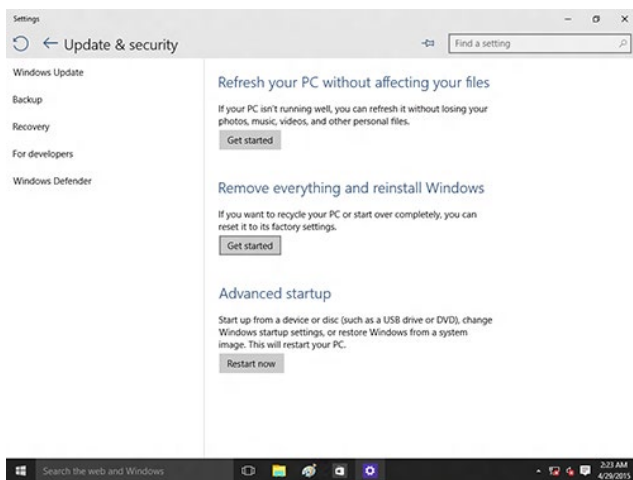 Settings
Update & security
Find a setting
Windows Update
Backup
Recovery
For developers
Windows Defender
Refresh your PC without affecting your files
If your PC isn't running well, you can refresh it without losing your
photos, music, videos, and other personal files.
Get started
Remove everything and reinstall Windows
If you want to recycle your PC or start over completely, you can
reset it to its factory settings.
Get started
Advanced startup
Start up from a device or disc (such as a USB drive or DVD), change
Windows startup settings, or restore Windows from a system
image. This will restart your PC.
Restart now
Search the web and Windows
2:23 AM
4/29/2015